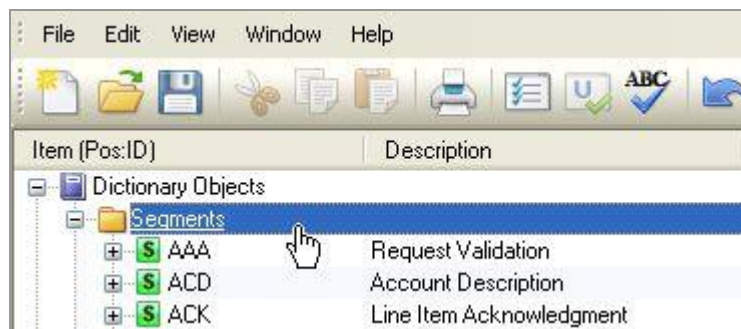 File Edit View Window Help
ABC
Item (Pos:ID) Description
Dictionary Objects
Segments
S AAA Request Validation
S ACD Account Description
S ACK Line Item Acknowledgment